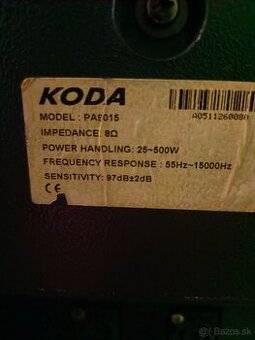 KODA
MODEL : PA9015
A0511260080
IMPEDANCE: 8Ω
POWER HANDLING: 25~500W
FREQUENCY RESPONSE : 55Hz~15000Hz
SENSITIVITY: 97dB±2dB
CE
Bazos.sk